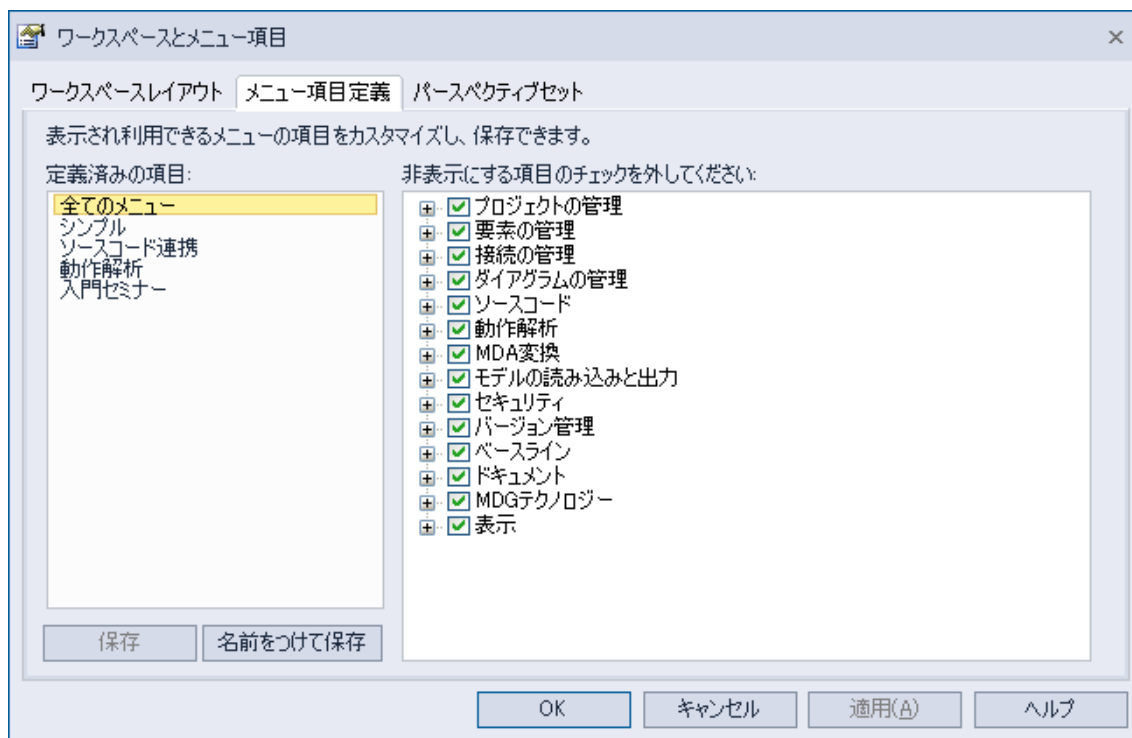 ワークスペースとメニュー項目
ワークスペースレイアウト メニュー項目定義 パースペクティブセット
表示され利用できるメニューの項目をカスタマイズし、保存できます。
定義済みの項目:
全てのメニュー
シンプル
ソースコード連携
動作解析
入門セミナー
非表示にする項目のチェックを外してください:
プロジェクトの管理
要素の管理
接続の管理
ダイアグラムの管理
ソースコード
動作解析
MDA変換
モデルの読み込みと出力
セキュリティ
バージョン管理
ベースライン
ドキュメント
MDGテクノロジー
表示
保存 名前をつけて保存
OK キャンセル 適用(A) ヘルプ